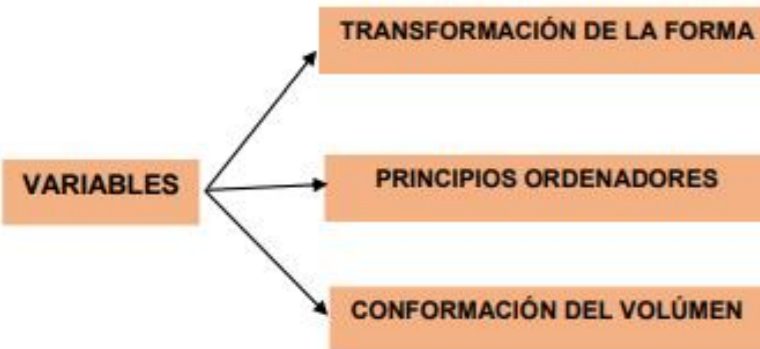 TRANSFORMACIÓN DE LA FORMA
VARIABLES
PRINCIPIOS ORDENADORES
CONFORMACIÓN DEL VOLÚMEN